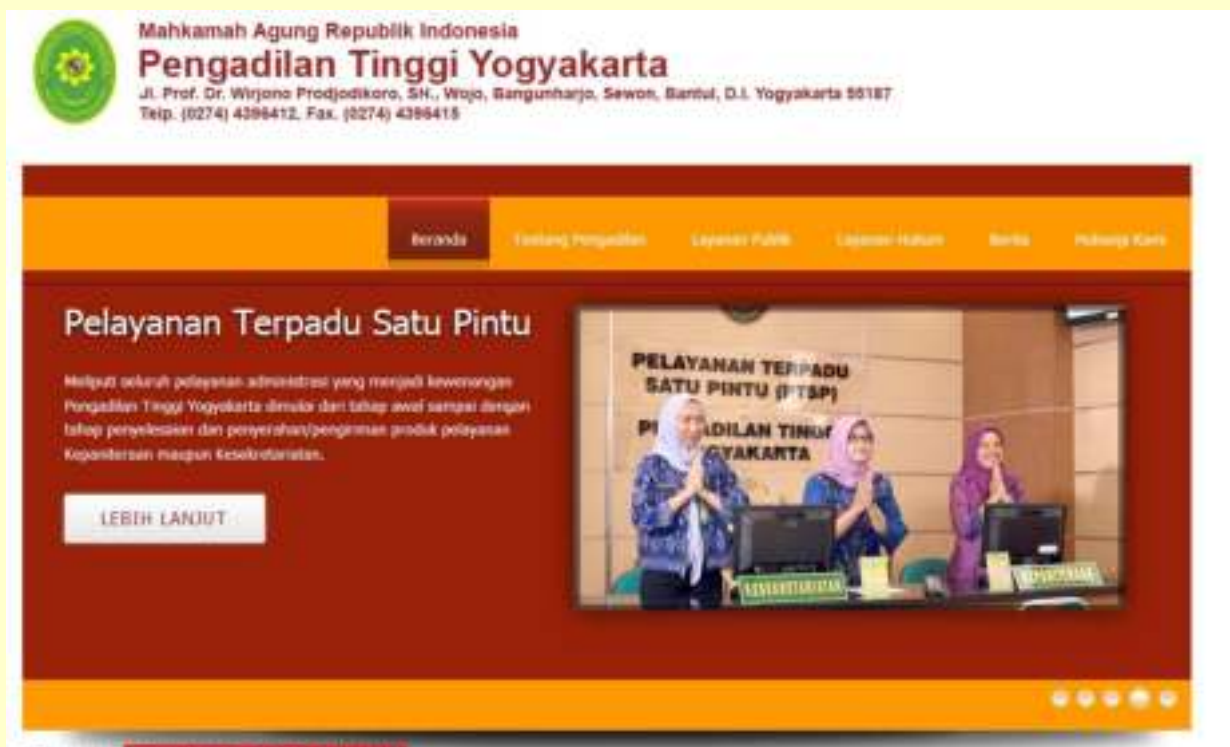 Mahkamah Agung Republik Indonesia
Pengadilan Tinggi Yogyakarta
Jl. Prof. Dr. Wirjono Prodjodikoro, SH., Wojo, Bangunharjo, Sewon, Bantul, D.I. Yogyakarta 55187
Telp. (0274) 4396412, Fax. (0274) 4396415
Beranda Tentang Pengadilan Layanan Publik Layanan Hukum Berita Hubungi Kami
Pelayanan Terpadu Satu Pintu
Meliputi seluruh pelayanan administrasi yang menjadi kewenangan
Pengadilan Tinggi Yogyakarta dimulai dari tahap awal sampai dengan
tahap penyelesaian dan penyerahan/pengiriman produk pelayanan
Kepaniteraan maupun Kesekretariatan.
LEBIH LANJUT
PELAYANAN TERPADU
SATU PINTU (PTSP)
TINGGI
YOGYAKARTA
KESEKRETARIATAN
KEPANITERAAN